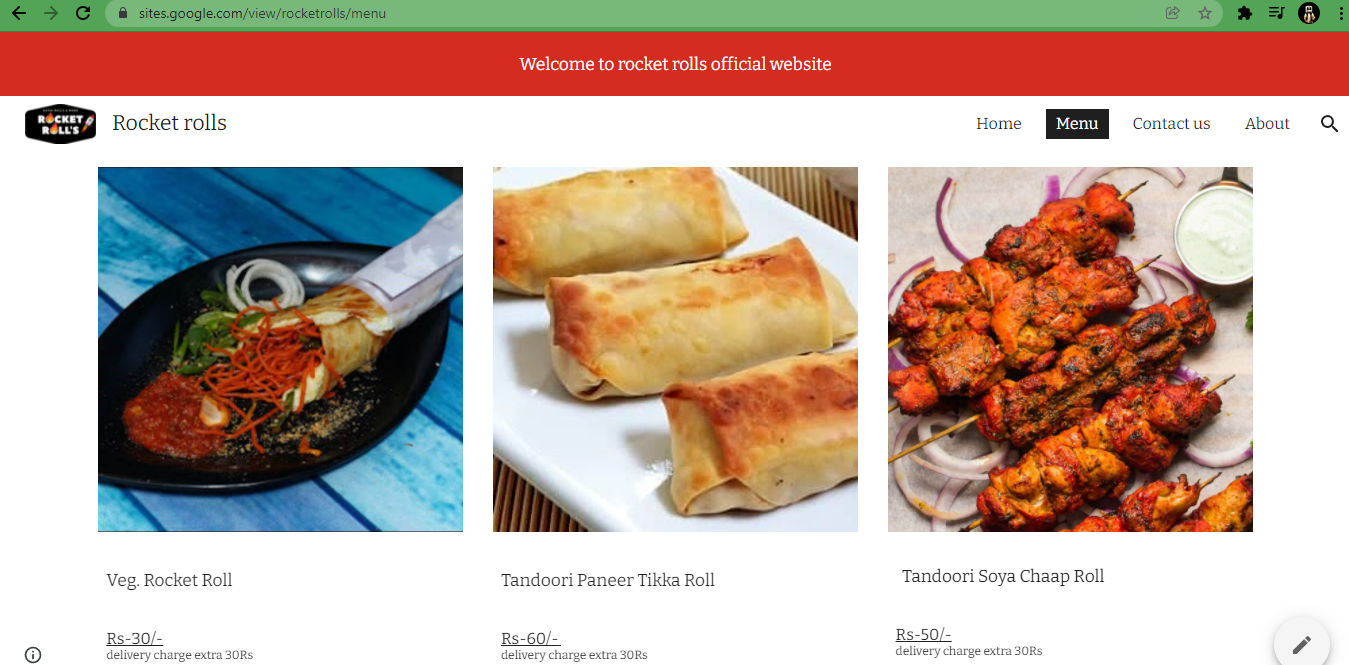 sites.google.com/view/rocketrolls/menu
Welcome to rocket rolls official website
ROCKET
ROLL'S
Rocket rolls
Home
Menu
Contact us
About
Veg. Rocket Roll
Tandoori Paneer Tikka Roll
Tandoori Soya Chaap Roll
Rs-30/-
delivery charge extra 30Rs
Rs-60/-
delivery charge extra 30Rs
Rs-50/-
delivery charge extra 30Rs